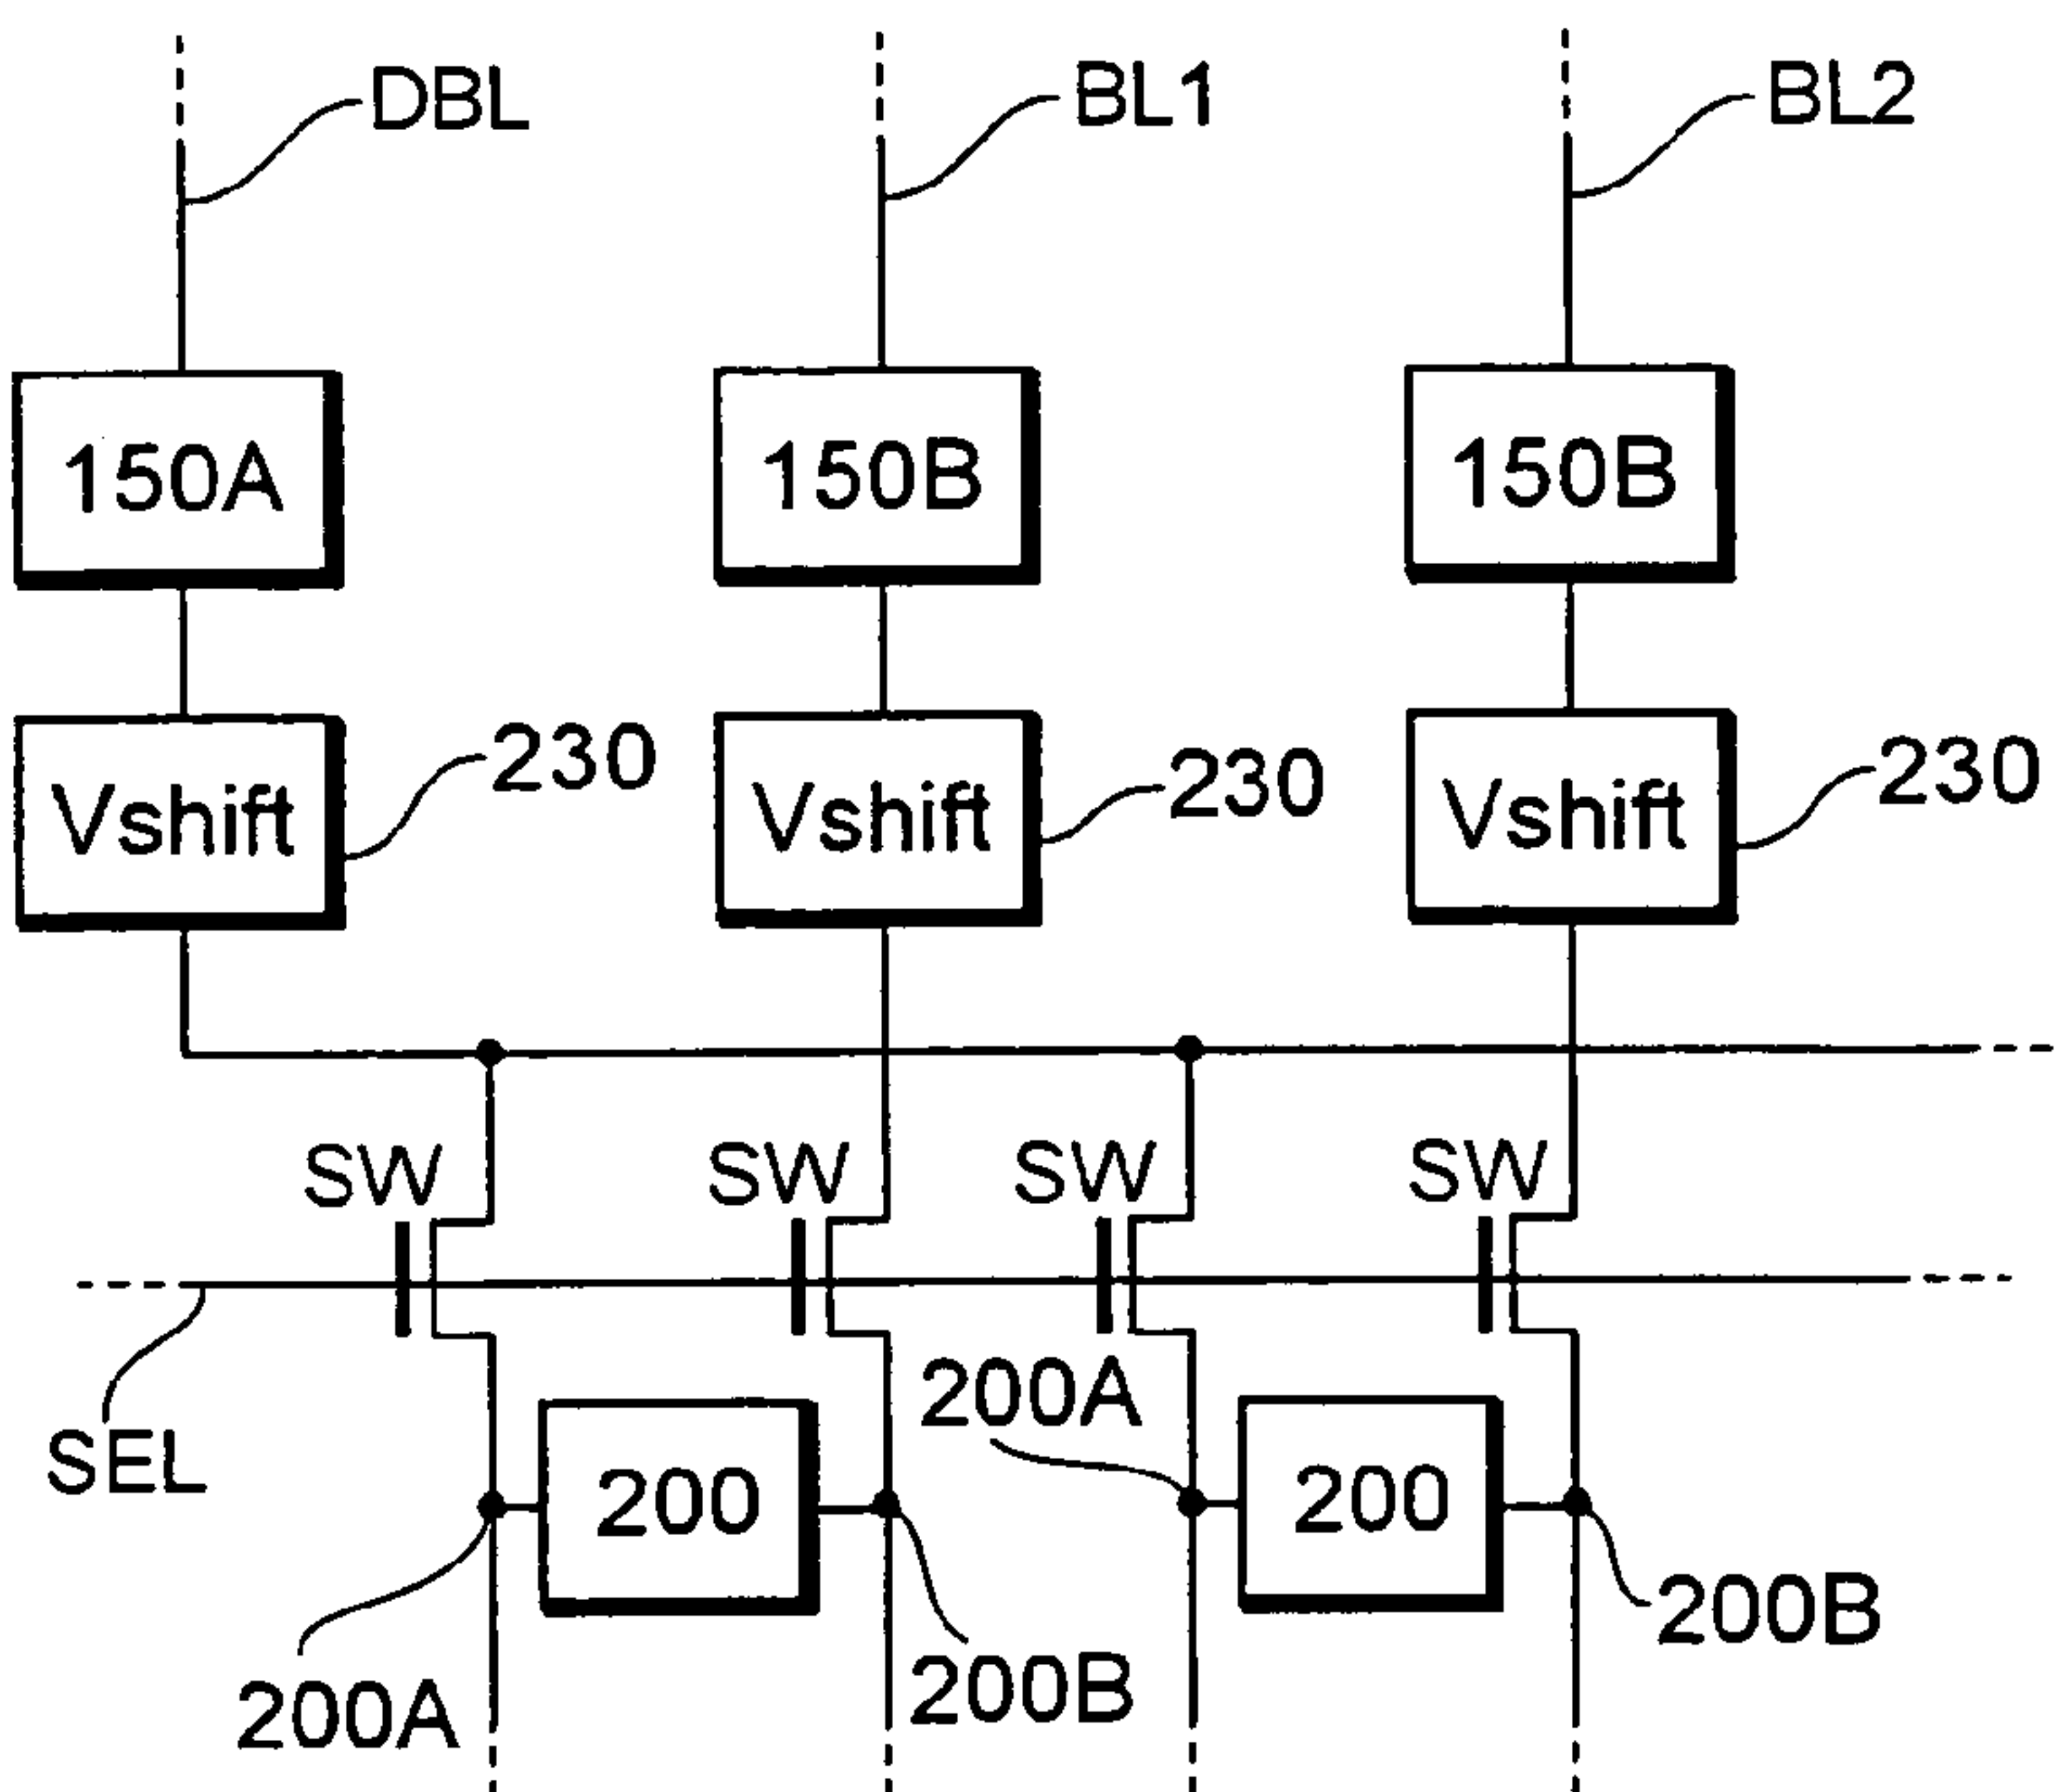 DBL
BL1
BL2
150A
150B
150B
Vshift
230
Vshift
230
Vshift
230
SW
SW
SW
SW
SEL
200A
200
200
200A
200B
200B